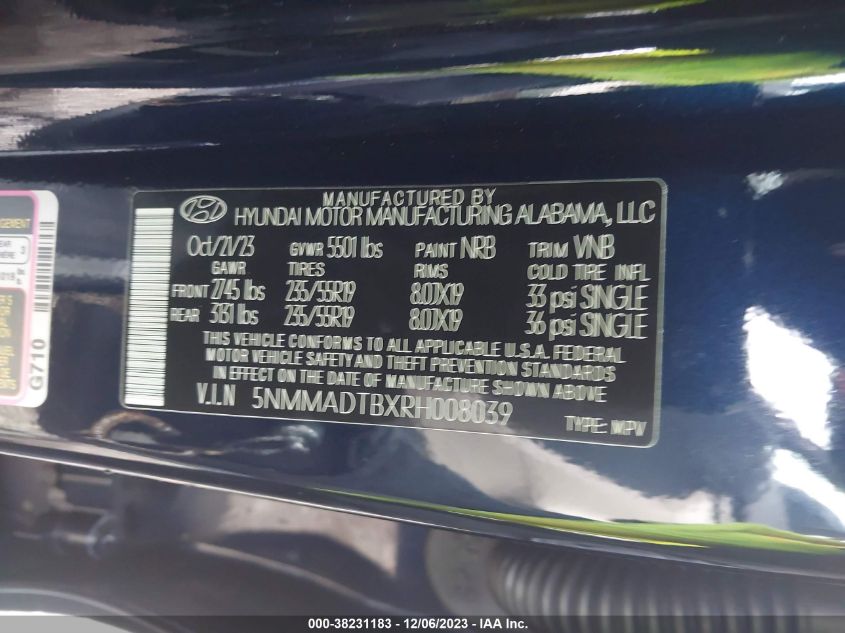 MANUFACTURED BY
HYUNDAI MOTOR MANUFACTURING ALABAMA, LLC
Oct/21/23 GVWR 5501 lbs PAINT NRB TRIM VNB
GAWR TIRES RIMS COLD TIRE INFL
FRONT 2745 lbs 235/55R19 8.0JX19 33 psi SINGLE
REAR 3131 lbs 235/55R19 8.0JX19 36 psi SINGLE
THIS VEHICLE CONFORMS TO ALL APPLICABLE U.S.A. FEDERAL
MOTOR VEHICLE SAFETY AND THEFT PREVENTION STANDARDS
IN EFFECT ON THE DATE OF MANUFACTURE SHOWN ABOVE
V.I.N 5NMMADTBXRH008039
TYPE: MPV
G710
000-38231183 - 12/06/2023 - IAA Inc.